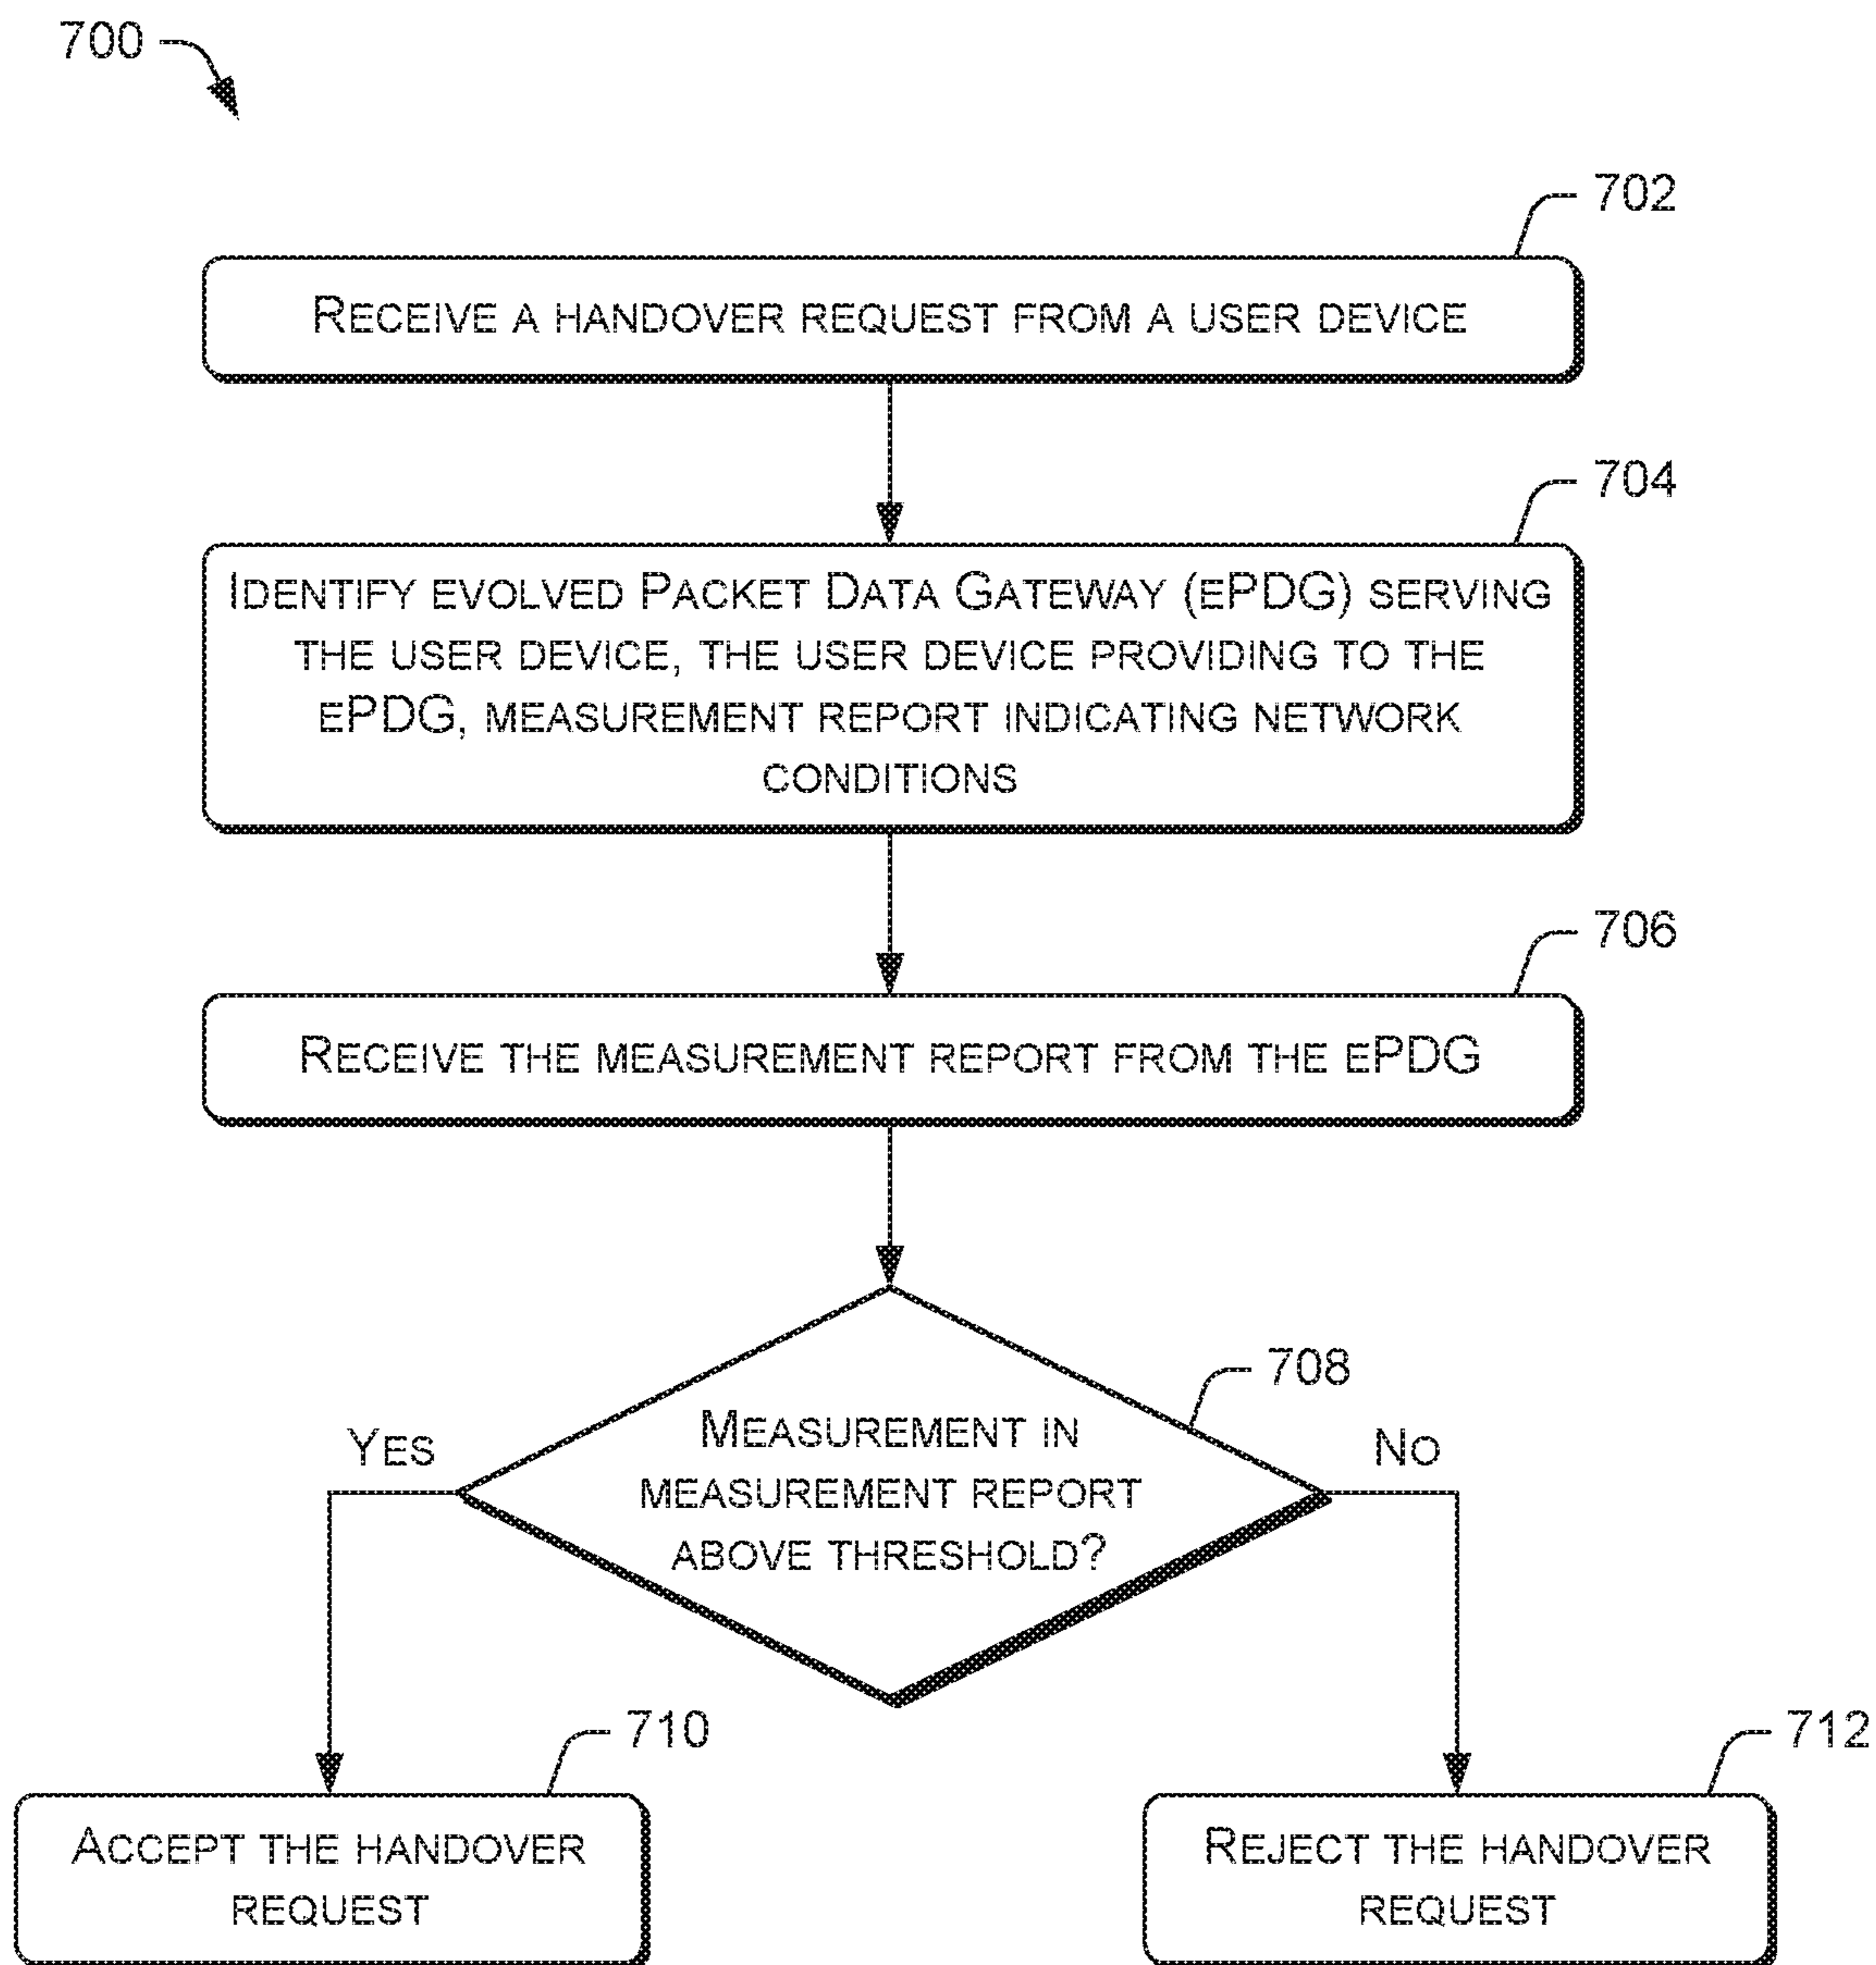 700
702
RECEIVE A HANDOVER REQUEST FROM A USER DEVICE
704
IDENTIFY EVOLVED PACKET DATA GATEWAY (EPDG) SERVING
THE USER DEVICE, THE USER DEVICE PROVIDING TO THE
EPDG, MEASUREMENT REPORT INDICATING NETWORK
CONDITIONS
706
RECEIVE THE MEASUREMENT REPORT FROM THE EPDG
708
MEASUREMENT IN
MEASUREMENT REPORT
ABOVE THRESHOLD?
YES
NO
710
ACCEPT THE HANDOVER
REQUEST
712
REJECT THE HANDOVER
REQUEST